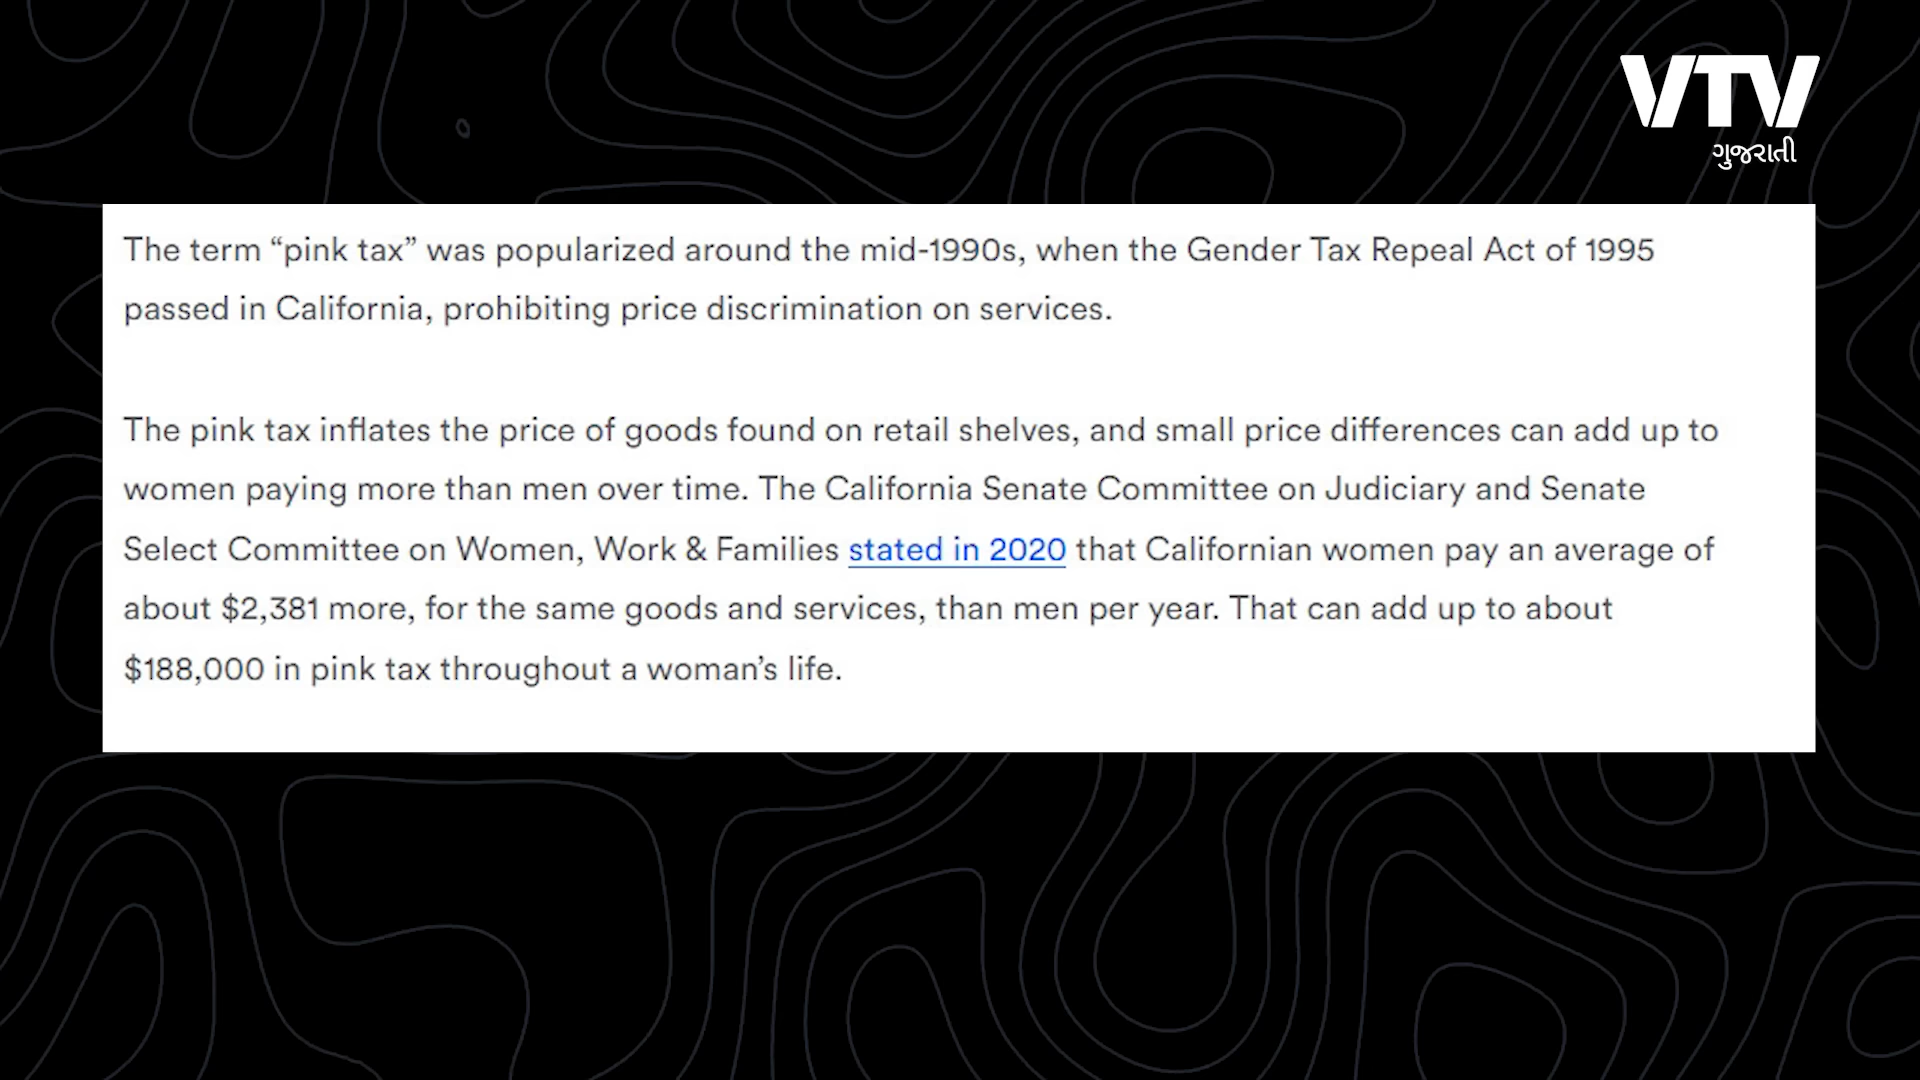 VTV
ગુજરાતી
The term “pink tax” was popularized around the mid-1990s, when the Gender Tax Repeal Act of 1995
passed in California, prohibiting price discrimination on services.
The pink tax inflates the price of goods found on retail shelves, and small price differences can add up to
women paying more than men over time. The California Senate Committee on Judiciary and Senate
Select Committee on Women, Work & Families stated in 2020 that Californian women pay an average of
about $2,381 more, for the same goods and services, than men per year. That can add up to about
$188,000 in pink tax throughout a woman’s life.